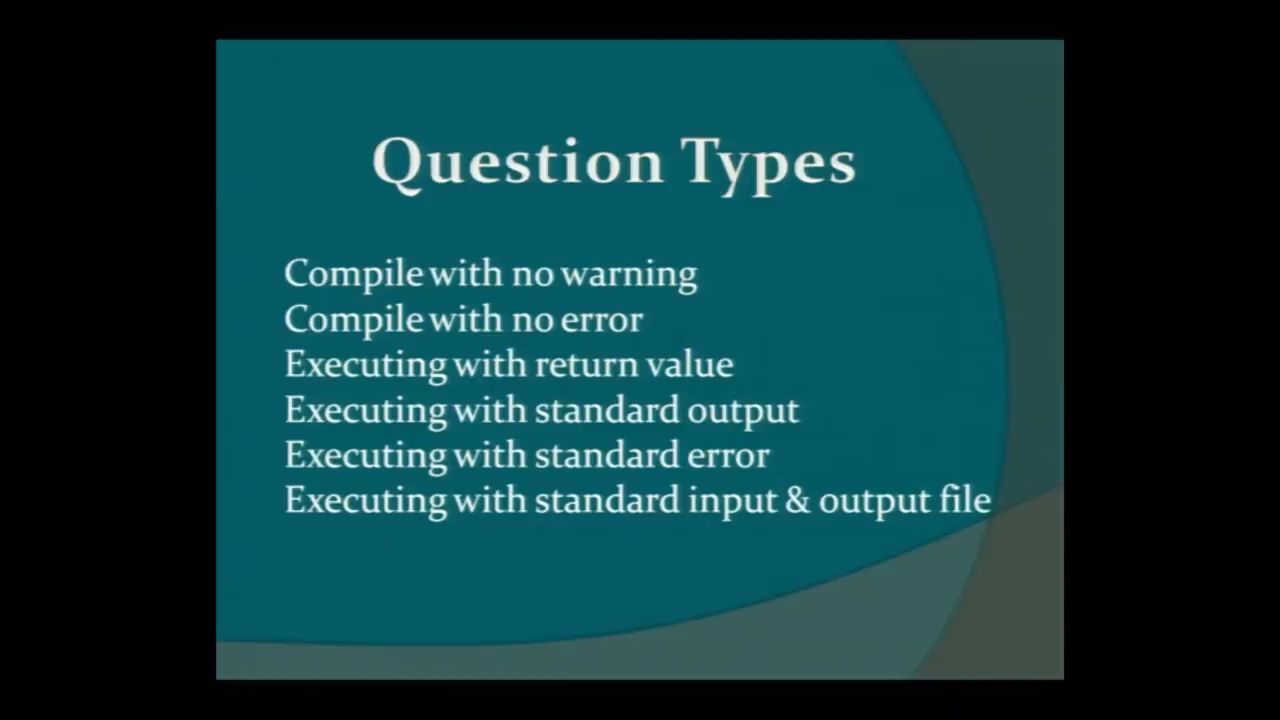 Question Types
Compile with no warning
Compile with no error
Executing with return value
Executing with standard output
Executing with standard error
Executing with standard input & output file